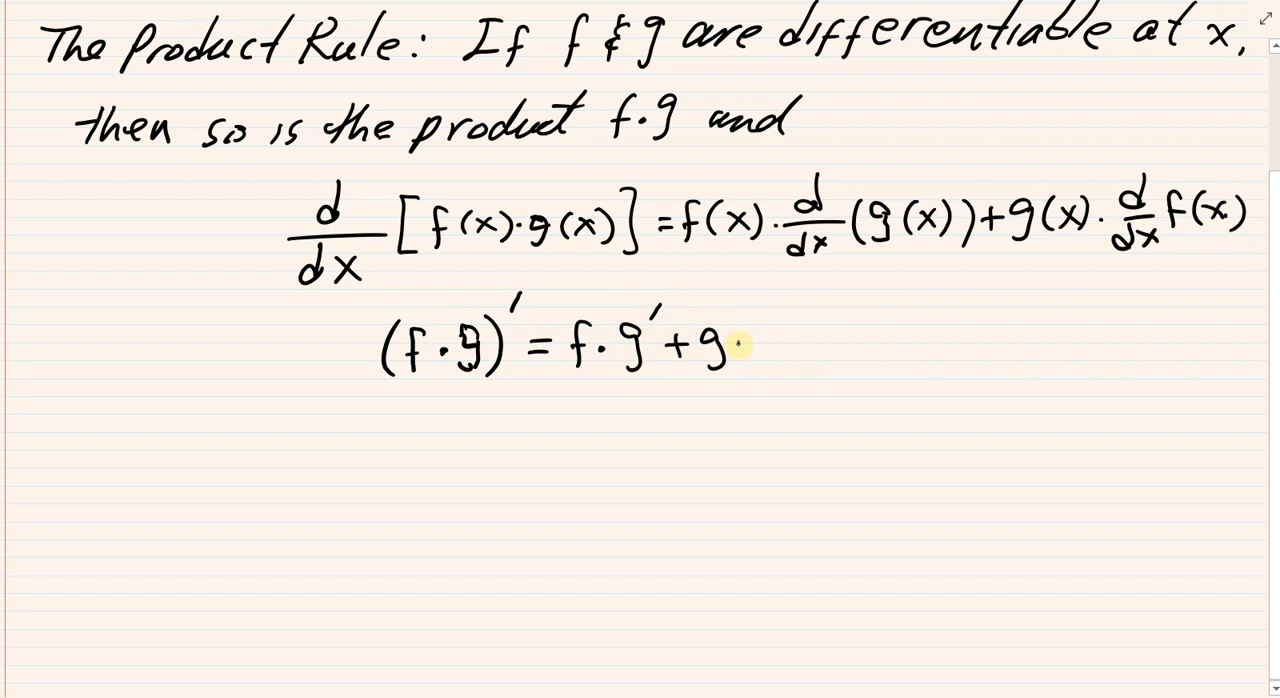 The Product Rule: If f & g are differentiable at x,
then so is the product f·g and
d/dx [f(x)·g(x)] = f(x)·d/dx(g(x))+g(x)·d/dx f(x)
(f·g)' = f·g'+g·